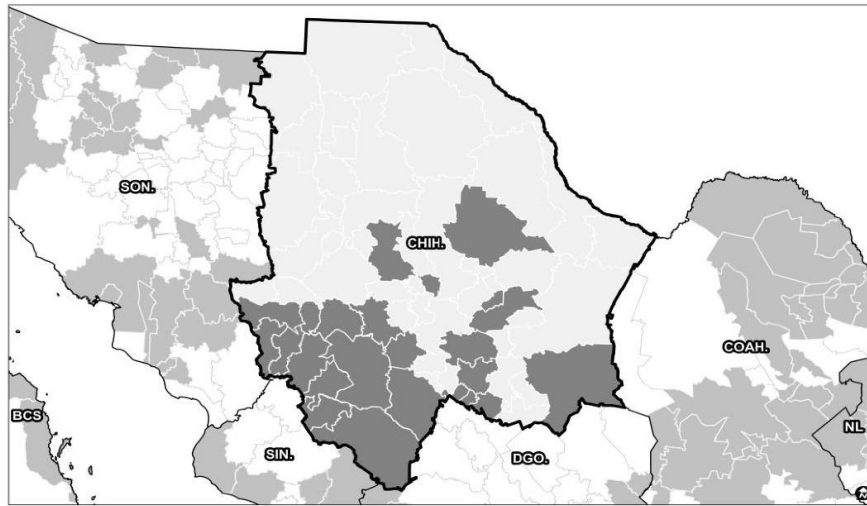 SON.
CHIH.
COAH.
BCS
NL
SIN.
DGO.